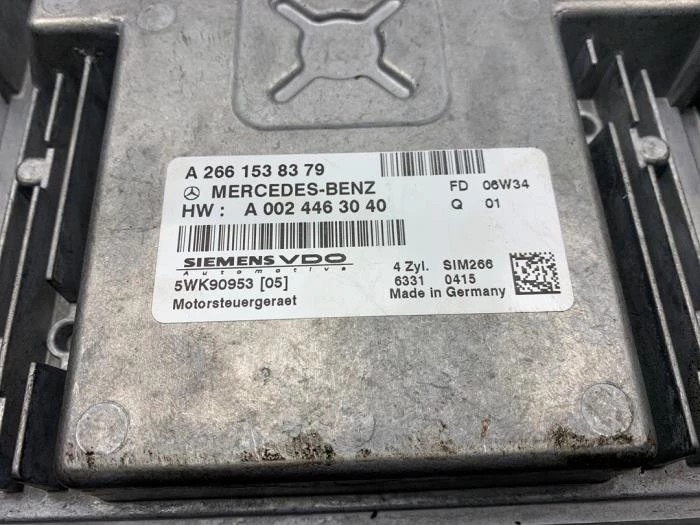 A 266 153 83 79
MERCEDES-BENZ
FD 06W34
HW : A 002 446 30 40
Q 01
SIEMENS VDO
Automotive
4 Zyl. SIM266
5WK90953 [05]
6331 0415
Motorsteuergeraet
Made in Germany